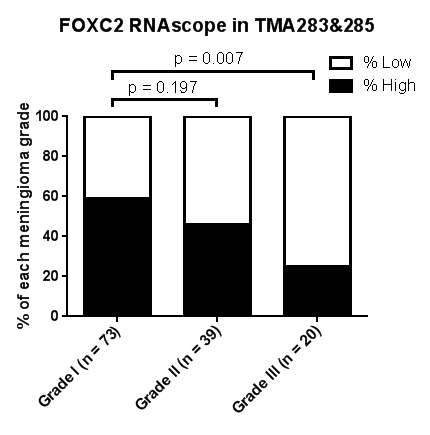 FOXC2 RNAscope in TMA283&285
p = 0.007
% Low
p = 0.197
% High
% of each meningioma grade
100
80
60
40
20
0
Grade I (n = 73)
Grade II (n = 39)
Grade III (n = 20)